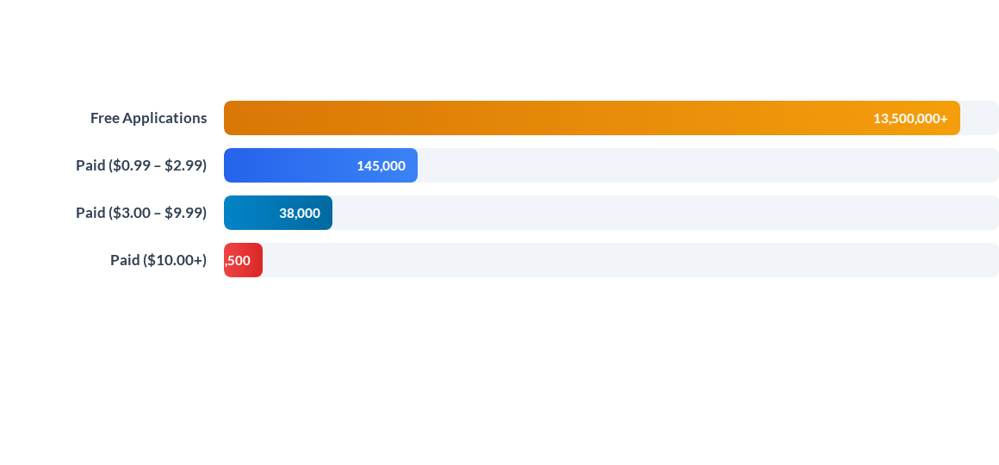 Free Applications 13,500,000+
Paid ($0.99 – $2.99) 145,000
Paid ($3.00 – $9.99) 38,000
Paid ($10.00+) ,500